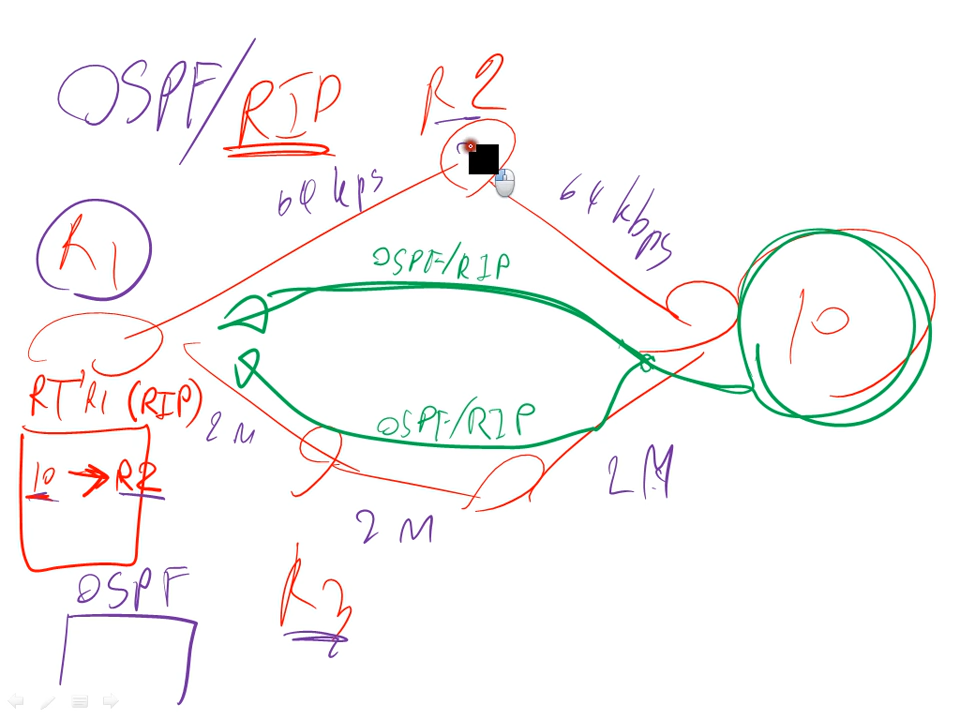 OSPF/RIP
R2
64 kps
64 kbps
R1
OSPF/RIP
10
RT'R1 (RIP)
2 M
OSPF/RIP
10 → R2
2 M
2 M
OSPF
R3